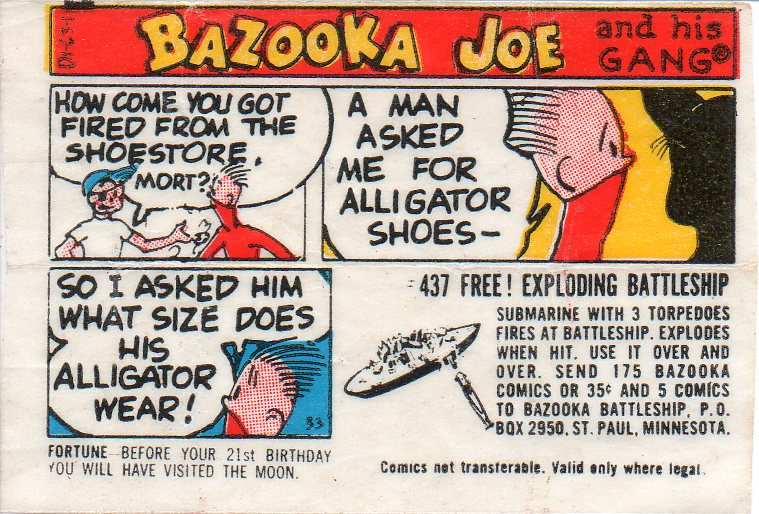 BAZOOKA JOE and his
GANG®
HOW COME YOU GOT
FIRED FROM THE
SHOESTORE,
MORT?
A MAN
ASKED
ME FOR
ALLIGATOR
SHOES—
SO I ASKED HIM
WHAT SIZE DOES
HIS
ALLIGATOR
WEAR!
33
FORTUNE—BEFORE YOUR 21st BIRTHDAY
YOU WILL HAVE VISITED THE MOON.
437 FREE! EXPLODING BATTLESHIP
SUBMARINE WITH 3 TORPEDOES
FIRES AT BATTLESHIP. EXPLODES
WHEN HIT. USE IT OVER AND
OVER. SEND 175 BAZOOKA
COMICS OR 35¢ AND 5 COMICS
TO BAZOOKA BATTLESHIP, P.O.
BOX 2950, ST. PAUL, MINNESOTA.
Comics not transferable. Valid only where legal.